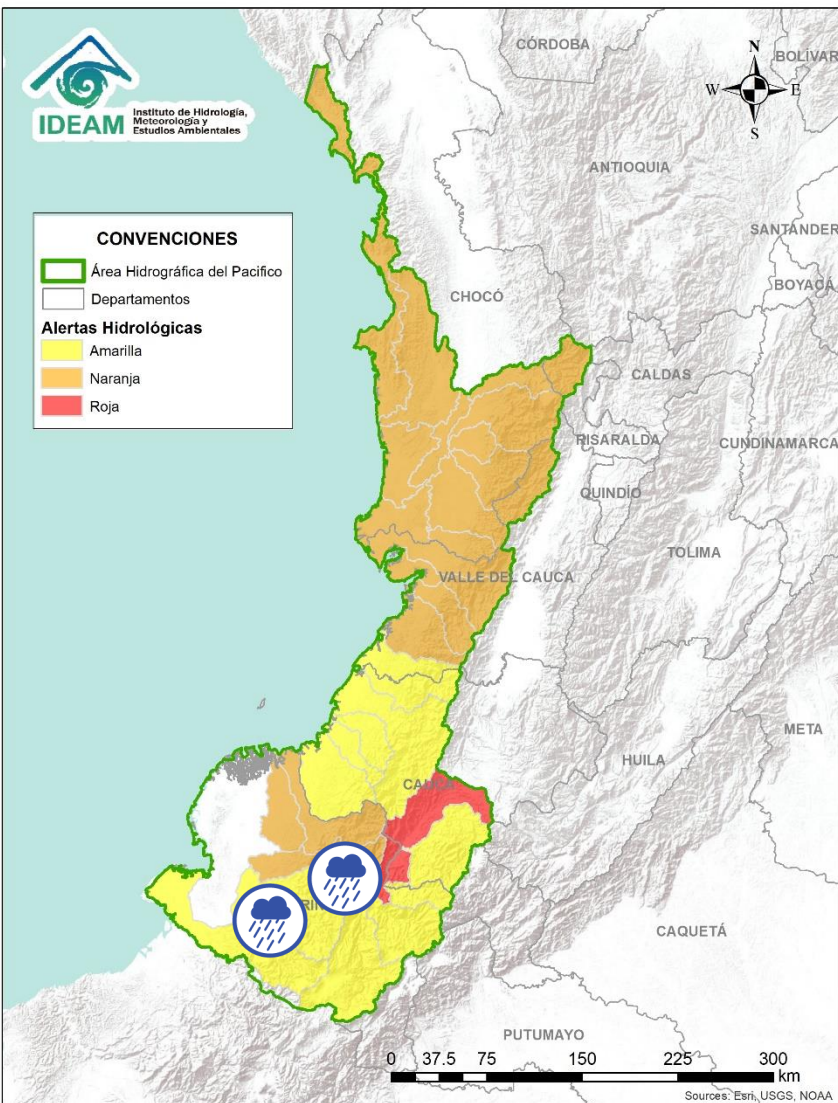 IDEAM
Instituto de Hidrología,
Meteorología y
Estudios Ambientales
N
W
E
S
CÓRDOBA
BOLÍVAR
ANTIOQUIA
SANTANDER
BOYACÁ
CHOCÓ
CALDAS
RISARALDA
CUNDINAMARCA
QUINDÍO
TOLIMA
VALLE DEL CAUCA
META
HUILA
CAUCA
CAQUETÁ
PUTUMAYO
CONVENCIONES
Área Hidrográfica del Pacifico
Departamentos
Alertas Hidrológicas
Amarilla
Naranja
Roja
0 37.5 75 150 225 300
km
Sources: Esri, USGS, NOAA